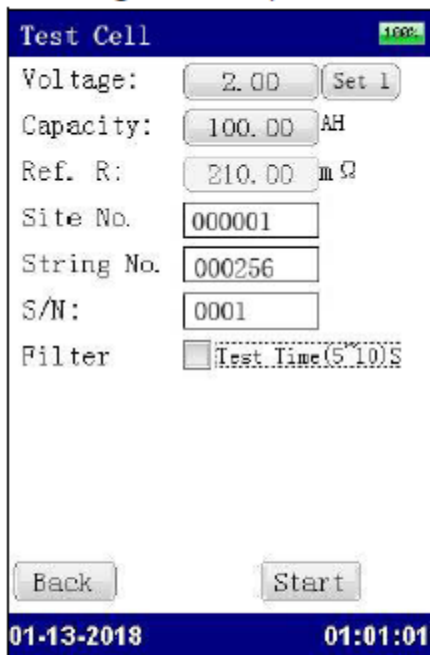 Test Cell 100%
Voltage: 2.00 Set 1
Capacity: 100.00 AH
Ref. R: 210.00 mΩ
Site No. 000001
String No. 000256
S/N: 0001
Filter Test Time(5~10)S
Back Start
01-13-2018 01:01:01